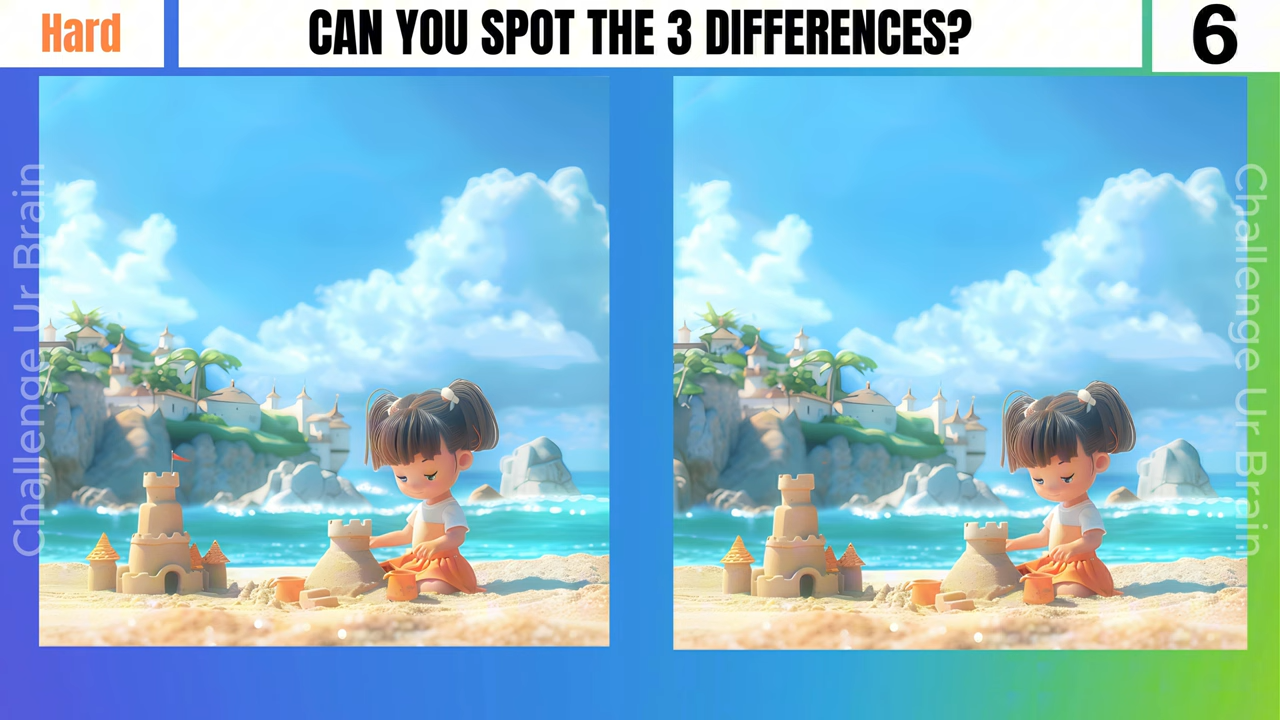 Hard
CAN YOU SPOT THE 3 DIFFERENCES?
6
Challenge Ur Brain
Challenge Ur Brain